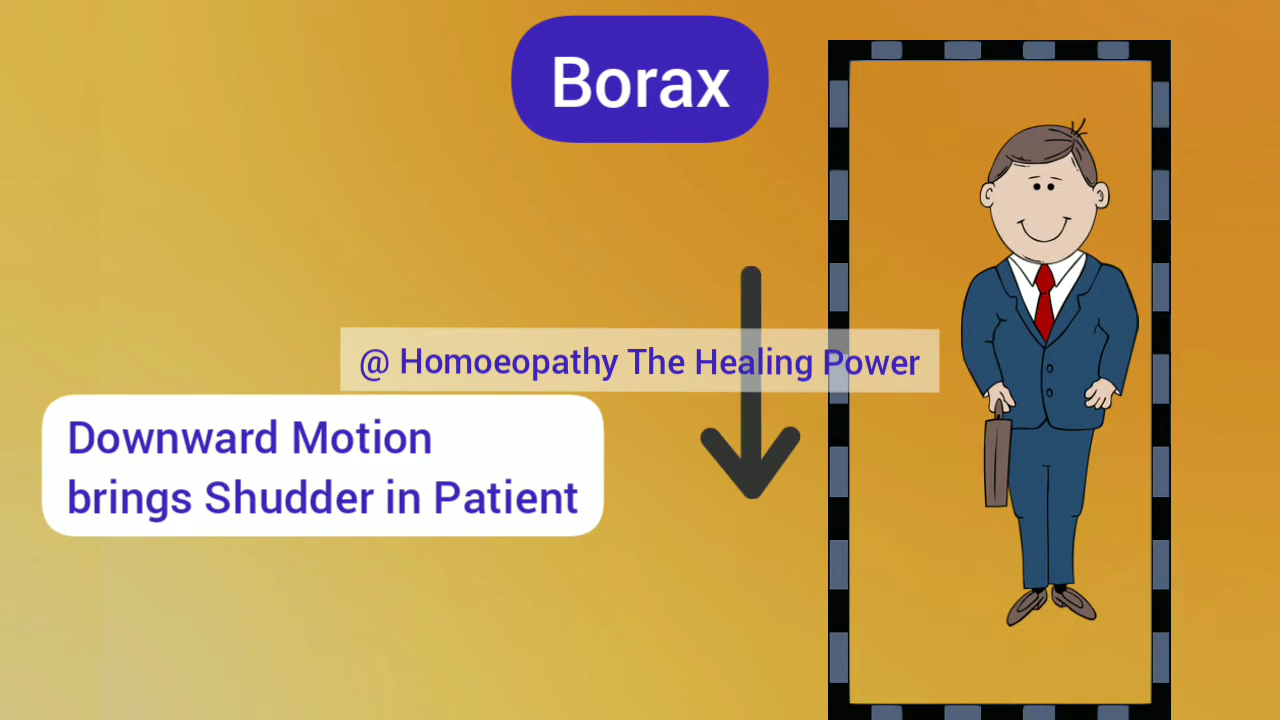 Borax
@ Homoeopathy The Healing Power
Downward Motion
brings Shudder in Patient